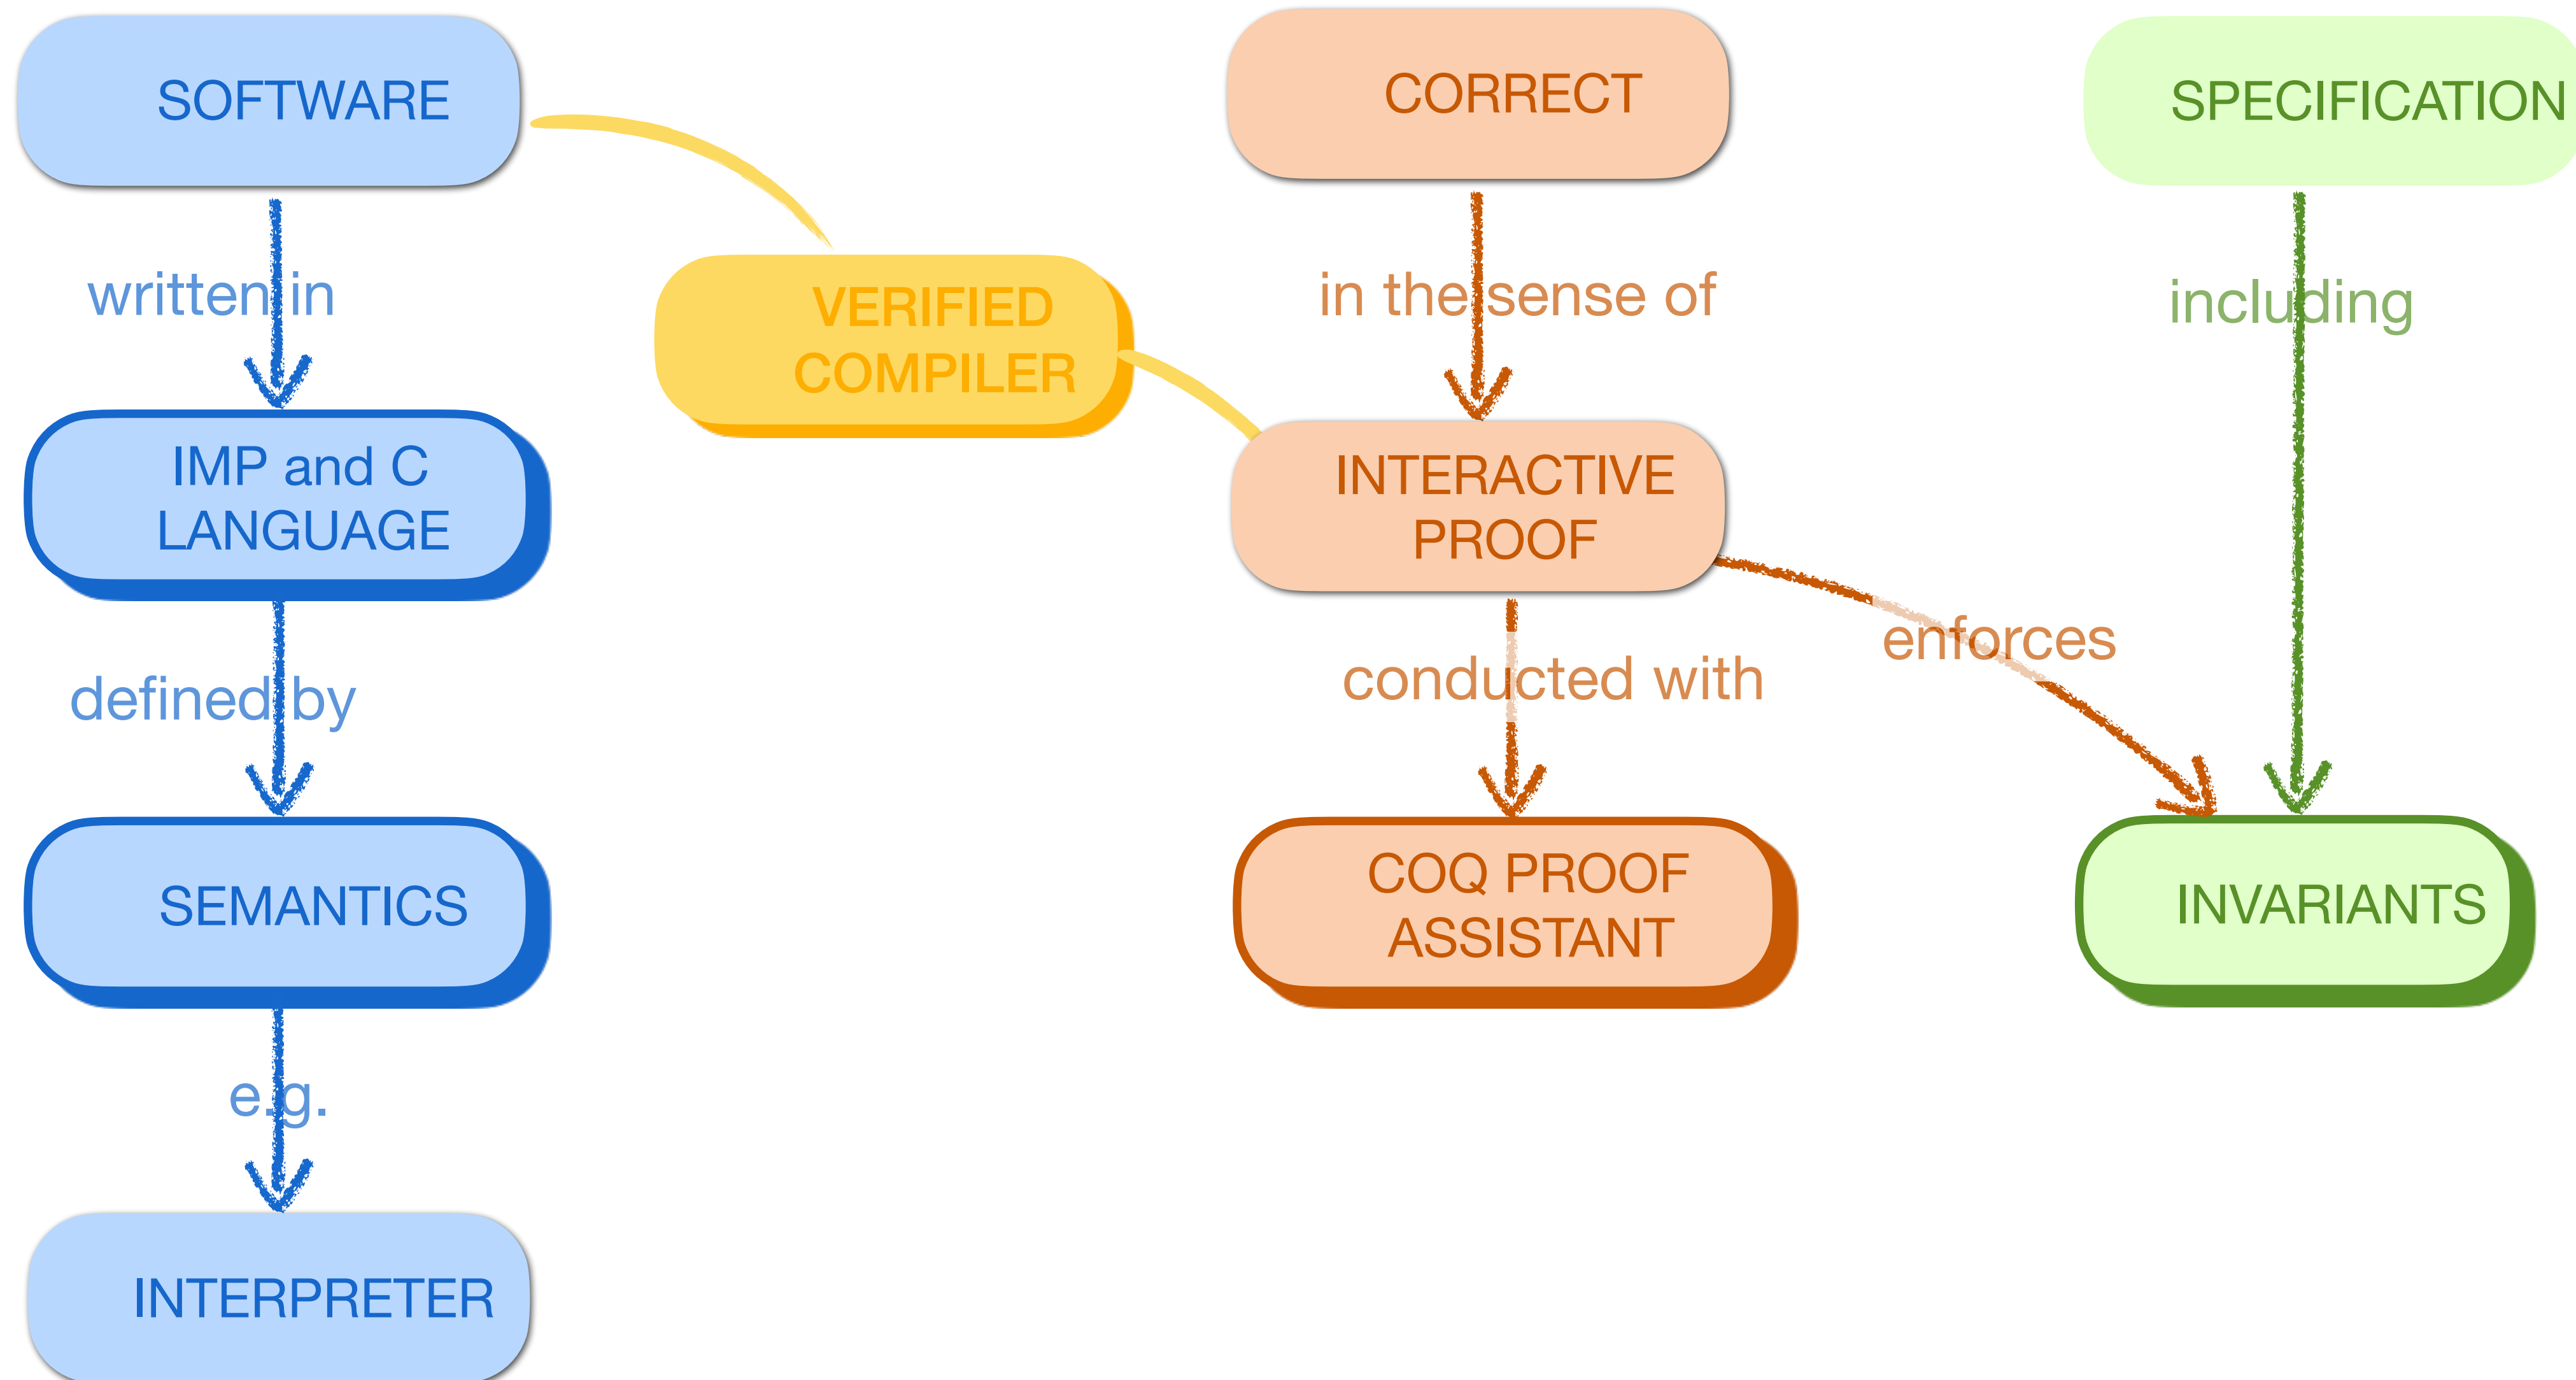 SOFTWARE
CORRECT
SPECIFICATION
written in
in the sense of
including
VERIFIED
COMPILER
IMP and C
LANGUAGE
INTERACTIVE
PROOF
defined by
conducted with
enforces
SEMANTICS
COQ PROOF
ASSISTANT
INVARIANTS
e.g.
INTERPRETER